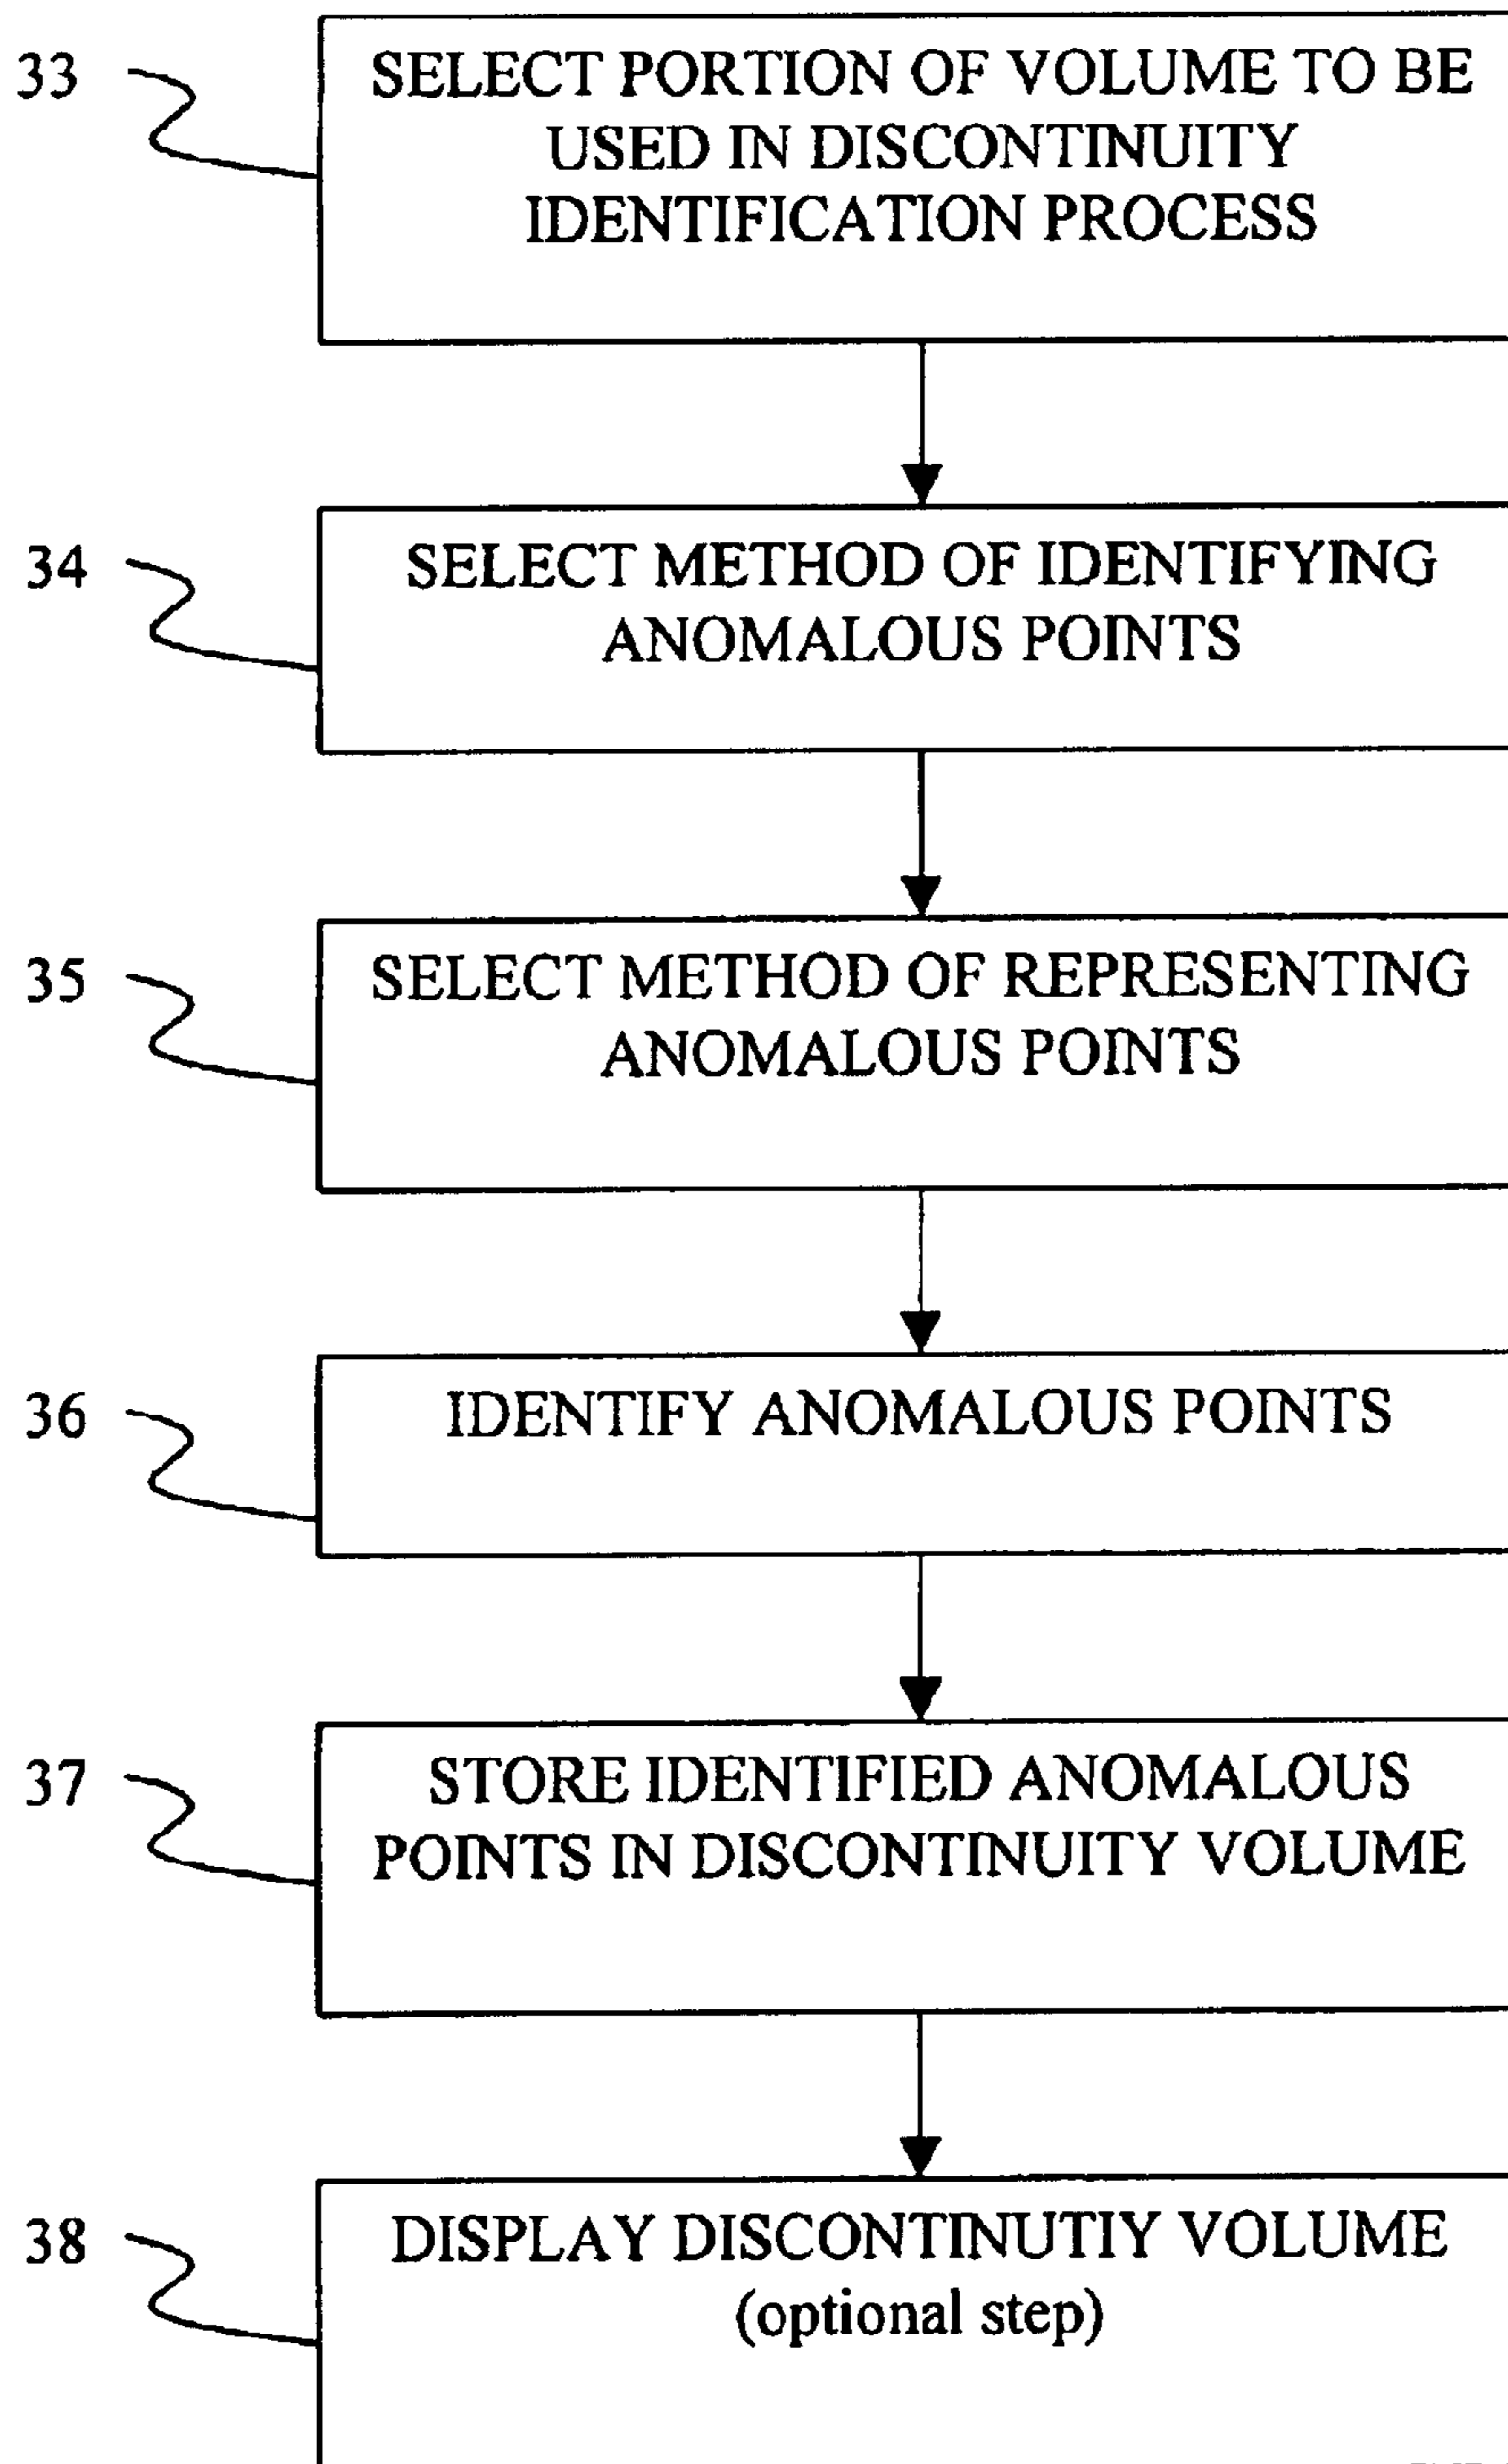 33
SELECT PORTION OF VOLUME TO BE
USED IN DISCONTINUITY
IDENTIFICATION PROCESS
34
SELECT METHOD OF IDENTIFYING
ANOMALOUS POINTS
35
SELECT METHOD OF REPRESENTING
ANOMALOUS POINTS
36
IDENTIFY ANOMALOUS POINTS
37
STORE IDENTIFIED ANOMALOUS
POINTS IN DISCONTINUITY VOLUME
38
DISPLAY DISCONTINUTIY VOLUME
(optional step)